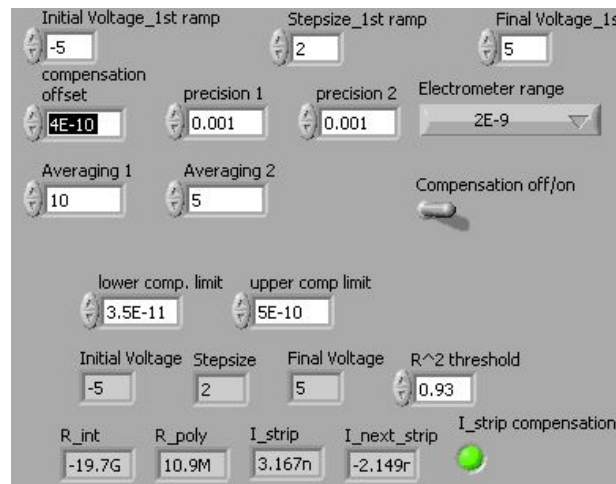 Initial Voltage_1st ramp Stepsize_1st ramp Final Voltage_1s
-5 2 5
compensation offset precision 1 precision 2 Electrometer range
4E-10 0.001 0.001 2E-9
Averaging 1 Averaging 2 Compensation off/on
10 5
lower comp. limit upper comp limit
3.5E-11 5E-10
Initial Voltage Stepsize Final Voltage R^2 threshold
-5 2 5 0.93
R_int R_poly I_strip I_next_strip I_strip compensation
-19.7G 10.9M 3.167n -2.149r